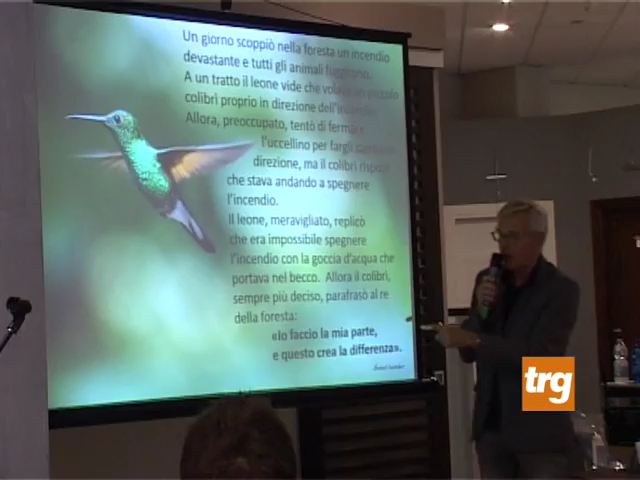 Un giorno scoppiò nella foresta un incendio
devastante e tutti gli animali fuggirono.
A un tratto il leone vide che volava un piccolo
colibrì proprio in direzione dell'incendio.
Allora, preoccupato, tentò di fermare
l'uccellino per fargli
direzione, ma il colibrì rispose
che stava andando a spegnere
l'incendio.
Il leone, meravigliato, replicò
che era impossibile spegnere
l'incendio con la goccia d'acqua che
portava nel becco. Allora il colibrì,
sempre più deciso, parafrasò al re
della foresta:
«Io faccio la mia parte,
e questo crea la differenza».
trg